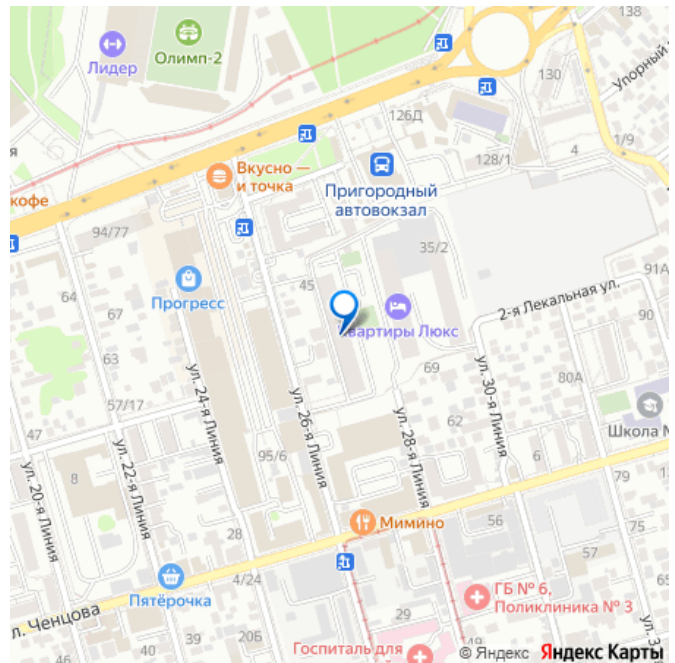 138
Лидер
Олимп-2
Упорный
130
126Д
1/9
Вкусно —
и точка
128/1
4
Пригородный
автовокзал
кофе
94/77
35/2
91А
64
Прогресс
45
2-я Лекальная ул.
67
Квартиры Люкс
90
69
80А
57/17
ул. 24-я Линия
ул. 26-я Линия
ул. 28-я Линия
ул. 30-я Линия
47
62
Школа №
ул. 20-я Линия
ул. 22-я Линия
8
95/6
6
79
Мимино
56
75
28
57
Пятёрочка
4/24
ГБ № 6,
Поликлиника № 3
л. Ченцова
29
40
39
20Б
Госпиталь для
49
ул. 3
65
© Яндекс Яндекс Карты